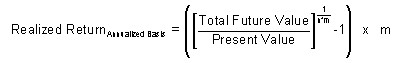 Realized Return Annualized Basis = ( [ Total Future Value / Present Value ] ^ 1/n*m -1 ) x m